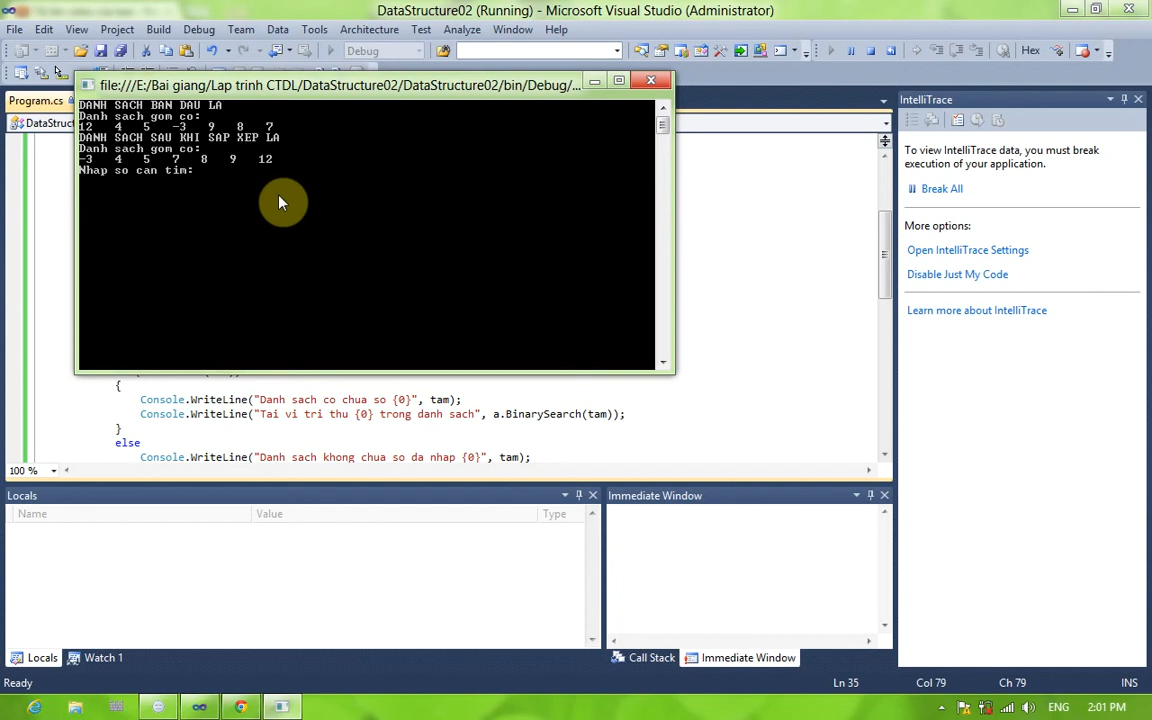 DataStructure02 (Running) - Microsoft Visual Studio (Administrator)
File Edit View Project Build Debug Team Data Tools Architecture Test Analyze Window Help
Debug
Hex
file:///E:/Bai giang/Lap trinh CTDL/DataStructure02/DataStructure02/bin/Debug/...
Program.cs
DataStruct
DANH SACH BAN DAU LA
Danh sach gom co:
12 4 5 -3 9 8 7
DANH SACH SAU KHI SAP XEP LA
Danh sach gom co:
-3 4 5 7 8 9 12
Nhap so can tim:
{
Console.WriteLine("Danh sach co chua so {0}", tam);
Console.WriteLine("Tai vi tri thu {0} trong danh sach", a.BinarySearch(tam));
}
else
Console.WriteLine("Danh sach khong chua so da nhap {0}", tam);
100 %
IntelliTrace
To view IntelliTrace data, you must break
execution of your application.
Break All
More options:
Open IntelliTrace Settings
Disable Just My Code
Learn more about IntelliTrace
Locals
Name Value Type
Immediate Window
Locals Watch 1
Call Stack Immediate Window
Ready
Ln 35 Col 79 Ch 79 INS
ENG 2:01 PM